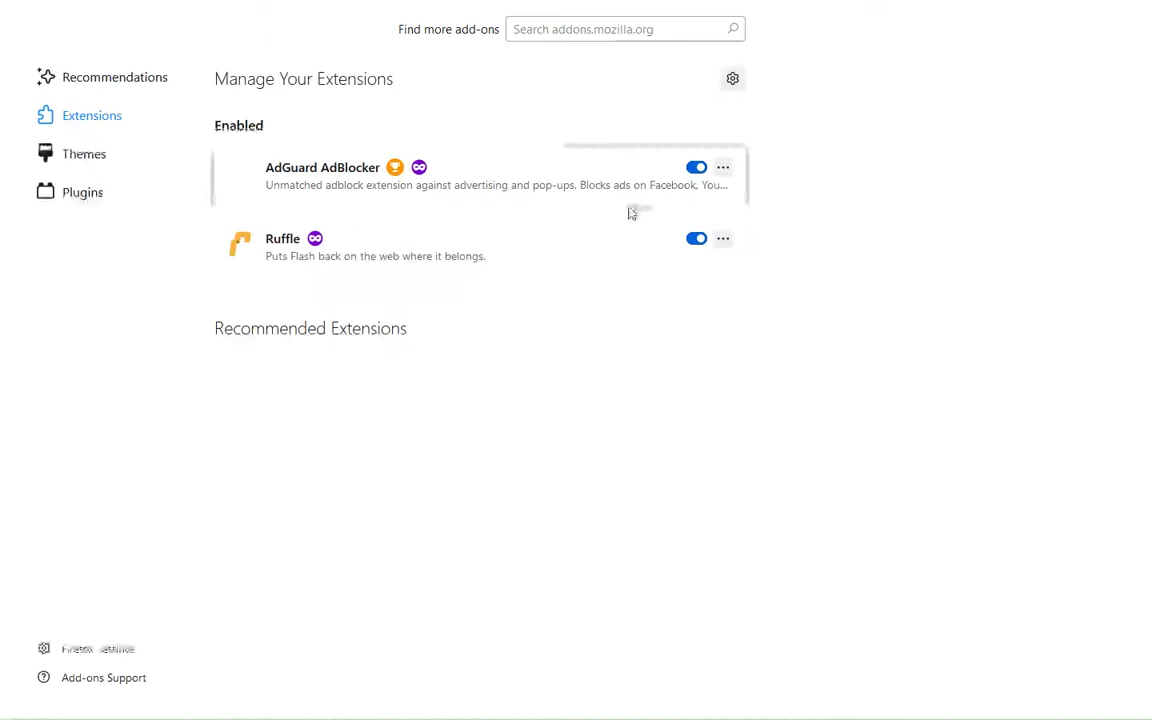 Find more add-ons
Search addons.mozilla.org
Recommendations
Manage Your Extensions
Extensions
Enabled
Themes
AdGuard AdBlocker
Unmatched adblock extension against advertising and pop-ups. Blocks ads on Facebook, You...
Plugins
Ruffle
Puts Flash back on the web where it belongs.
Recommended Extensions
Add-ons Support